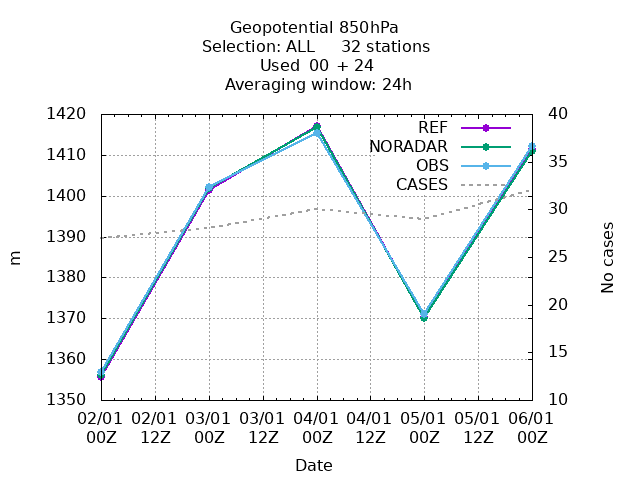 Geopotential 850hPa
Selection: ALL 32 stations
Used 00 + 24
Averaging window: 24h
1420
1410
1400
1390
1380
1370
1360
1350
m
40
35
30
25
20
15
10
No cases
REF
NORADAR
OBS
CASES
02/01 02/01 03/01 03/01 04/01 04/01 05/01 05/01 06/01
00Z 12Z 00Z 12Z 00Z 12Z 00Z 12Z 00Z
Date